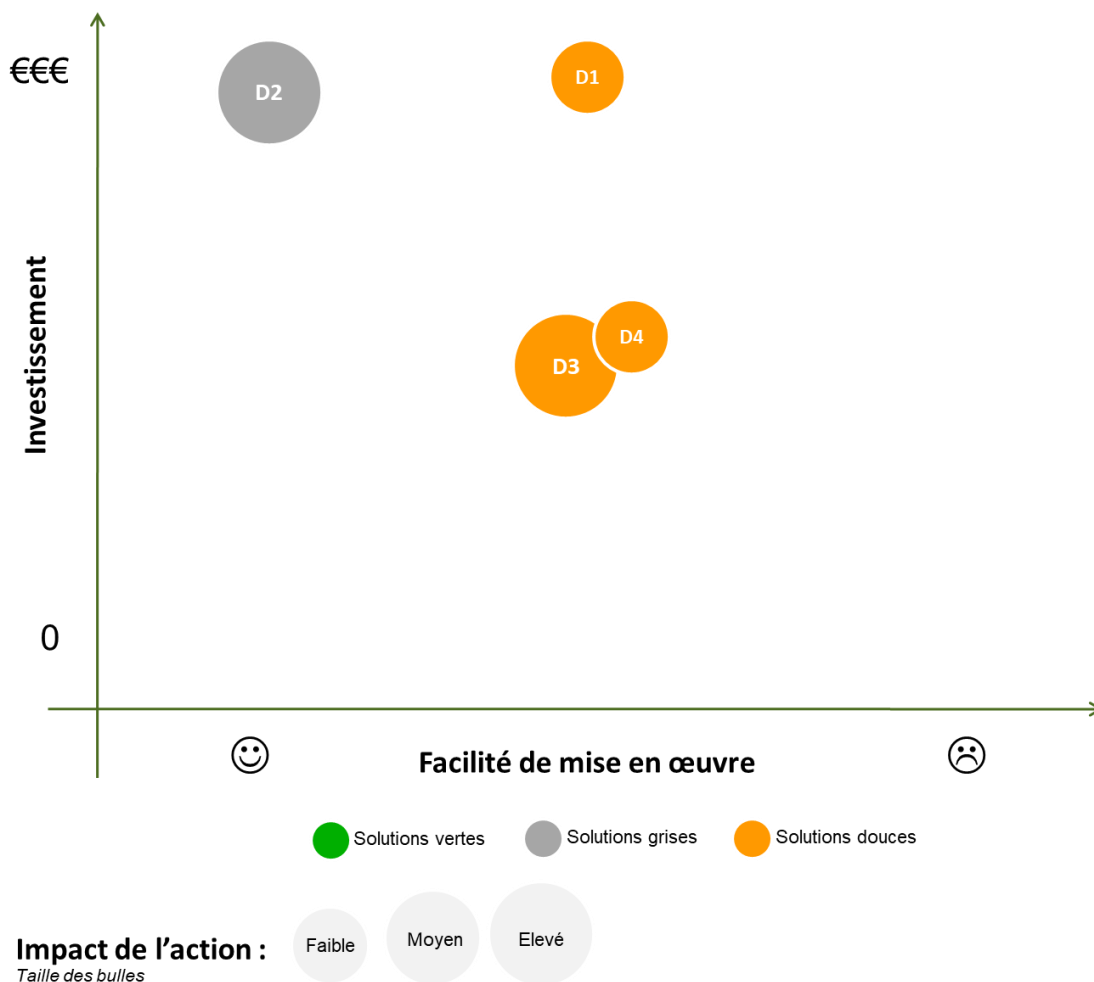 €€€
D2
D1
Investissement
D4
D3
0
Facilité de mise en œuvre
Solutions vertes
Solutions grises
Solutions douces
Impact de l’action :
Taille des bulles
Faible
Moyen
Elevé